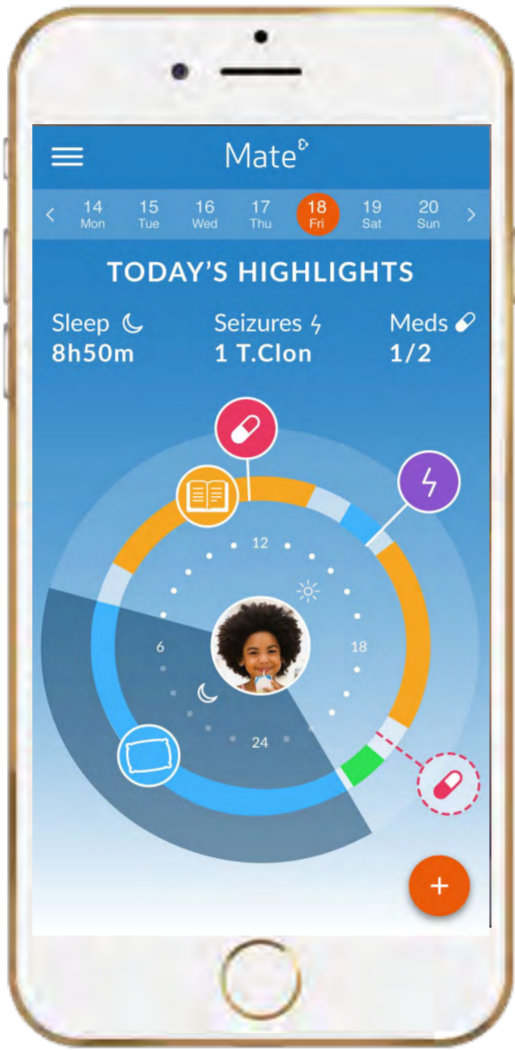 Mate
14 15 16 17 18 19 20
Mon Tue Wed Thu Fri Sat Sun
TODAY'S HIGHLIGHTS
Sleep Seizures Meds
8h50m 1 T.Clon 1/2
12
6 18
24
+